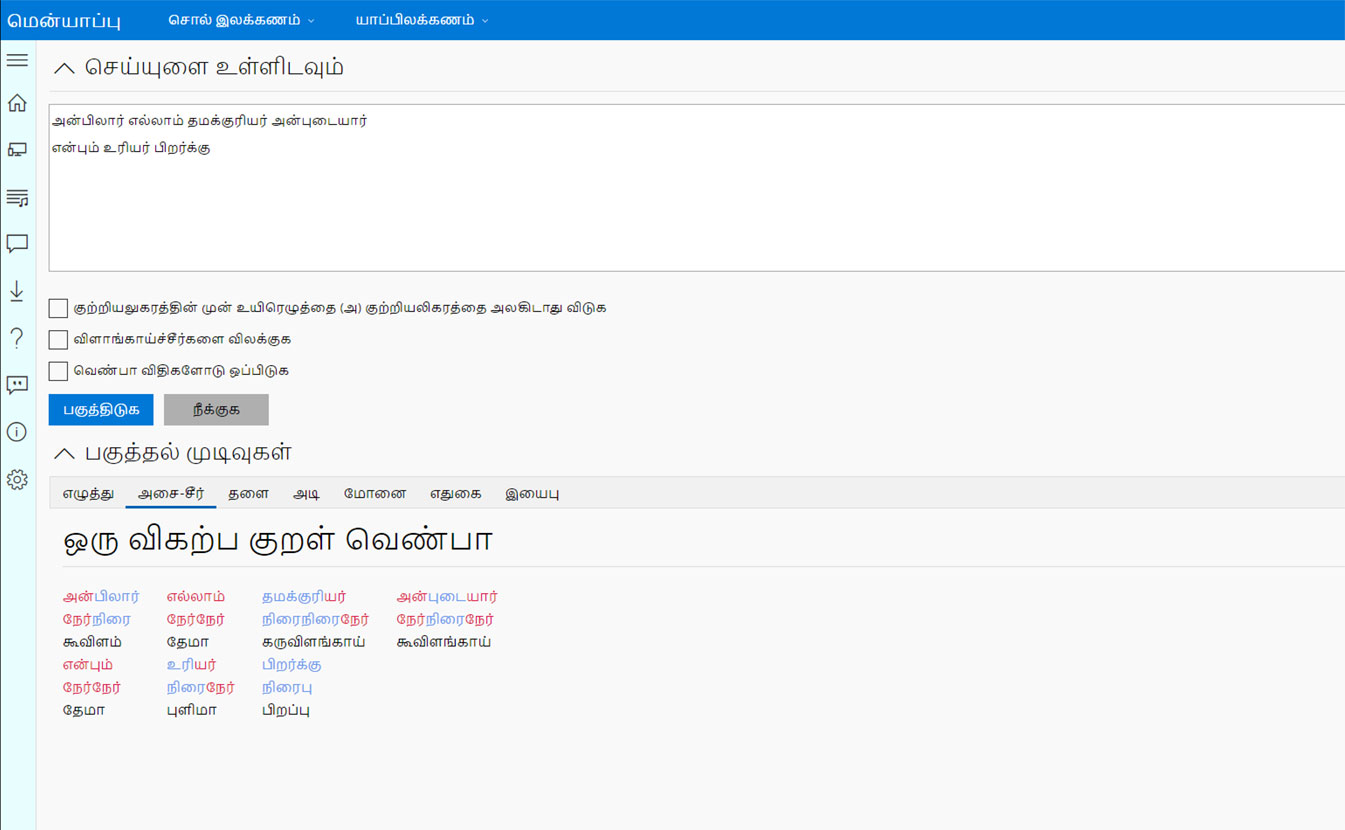 மென்யாப்பு சொல் இலக்கணம் யாப்பிலக்கணம்
செய்யுளை உள்ளிடவும்
அன்பிலார் எல்லாம் தமக்குரியர் அன்புடையார்
என்பும் உரியர் பிறர்க்கு
குற்றியலுகரத்தின் முன் உயிரெழுத்தை (அ) குற்றியலிகரத்தை அலகிடாது விடுக
விளாங்காய்ச்சீர்களை விலக்குக
வெண்பா விதிகளோடு ஒப்பிடுக
பகுத்திடுக நீக்குக
பகுத்தல் முடிவுகள்
எழுத்து அசை-சீர் தளை அடி மோனை எதுகை இயைபு
ஒரு விகற்ப குறள் வெண்பா
அன்பிலார் எல்லாம் தமக்குரியர் அன்புடையார்
நேர்நிரை நேர்நேர் நிரைநிரைநேர் நேர்நிரைநேர்
கூவிளம் தேமா கருவிளங்காய் கூவிளங்காய்
என்பும் உரியர் பிறர்க்கு
நேர்நேர் நிரைநேர் நிரைபு
தேமா புளிமா பிறப்பு